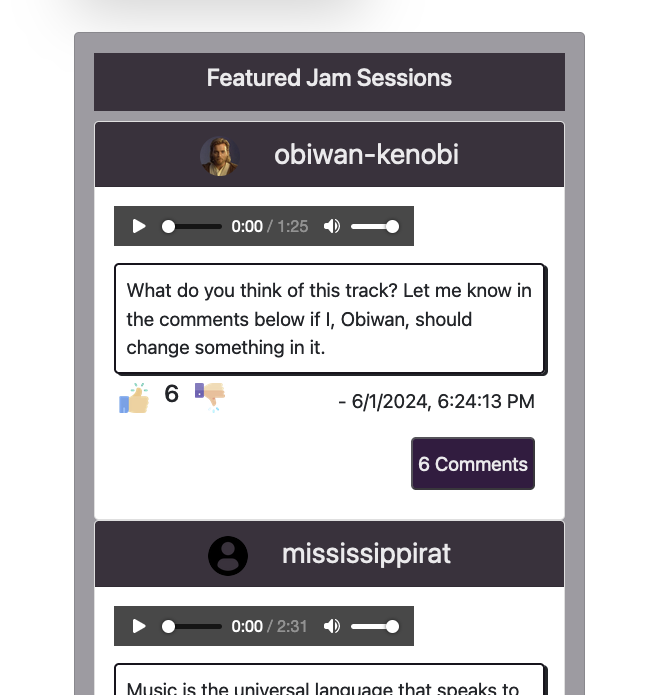 Featured Jam Sessions
obiwan-kenobi
0:00 / 1:25
What do you think of this track? Let me know in
the comments below if I, Obiwan, should
change something in it.
6
- 6/1/2024, 6:24:13 PM
6 Comments
mississippirat
0:00 / 2:31
Music is the universal language that speaks to